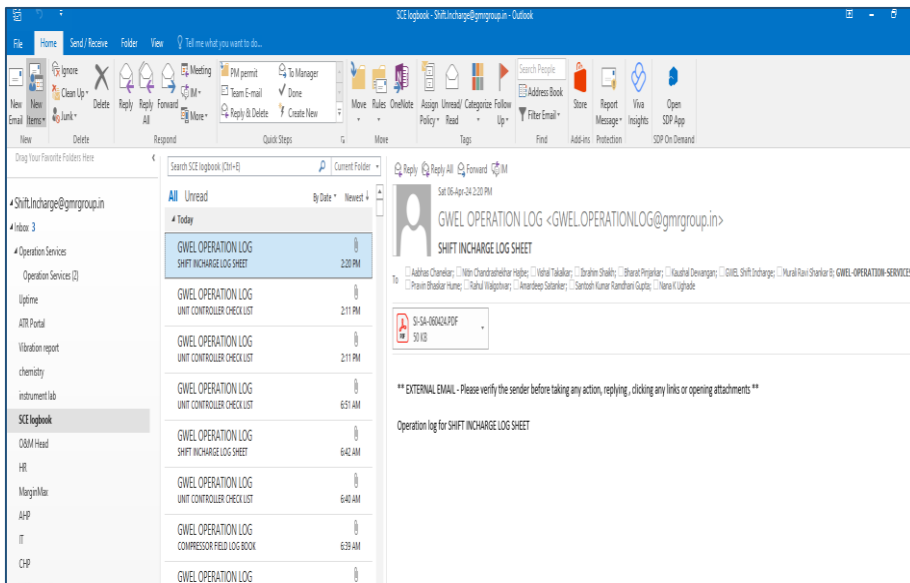 SCE logbook - Shift.Incharge@gmrgroup.in - Outlook
File Home Send / Receive Folder View Tell me what you want to do...
New Email
New Items
Ignore
Clean Up
Junk
Delete
Reply
Reply All
Forward
Meeting
IM
More
PM permit
Team E-mail
Reply & Delete
To Manager
Done
Create New
Move
Rules
OneNote
Assign Policy
Unread/ Read
Categorize
Follow Up
Search People
Address Book
Filter Email
Store
Report Message
Viva Insights
Open SDP App
New Delete Respond Quick Steps Move Tags Find Add-ins Protection SDP On Demand
Drag Your Favorite Folders Here
Shift.Incharge@gmrgroup.in
Inbox 3
Operation Services
Operation Services (2)
Uptime
ATR Portal
Vibration report
chemistry
instrument lab
SCE logbook
O&M Head
HR
MarginMax
AHP
IT
CHP
Search SCE logbook (Ctrl+E) Current Folder
All Unread By Date Newest
Today
GWEL OPERATION LOG
SHIFT INCHARGE LOG SHEET 2:20 PM
GWEL OPERATION LOG
UNIT CONTROLLER CHECK LIST 2:11 PM
GWEL OPERATION LOG
UNIT CONTROLLER CHECK LIST 2:11 PM
GWEL OPERATION LOG
UNIT CONTROLLER CHECK LIST 6:51 AM
GWEL OPERATION LOG
SHIFT INCHARGE LOG SHEET 6:42 AM
GWEL OPERATION LOG
UNIT CONTROLLER CHECK LIST 6:40 AM
GWEL OPERATION LOG
COMPRESSOR FIELD LOG BOOK 6:39 AM
GWEL OPERATION LOG
Reply Reply All Forward IM
Sat 06-Apr-24 2:20 PM
GWEL OPERATION LOG <GWEL.OPERATIONLOG@gmrgroup.in>
SHIFT INCHARGE LOG SHEET
To Aabhas Chanekar; Nitin Chandrashekhar Hajbe; Vishal Takalkar; Ibrahim Shaikh; Bharat Pinjarkar; Kaushal Dewangan; GWEL Shift Incharge; Murali Ravi Shankar B; GWEL-OPERATION-SERVICES
Pravin Bhaskar Hume; Rahul Walgotwar; Amardeep Satanker; Santosh Kumar Ramdhani Gupta; Nana K Ughade
SI-SA-060424.PDF
50 KB
** EXTERNAL EMAIL - Please verify the sender before taking any action, replying , clicking any links or opening attachments **
Operation log for SHIFT INCHARGE LOG SHEET